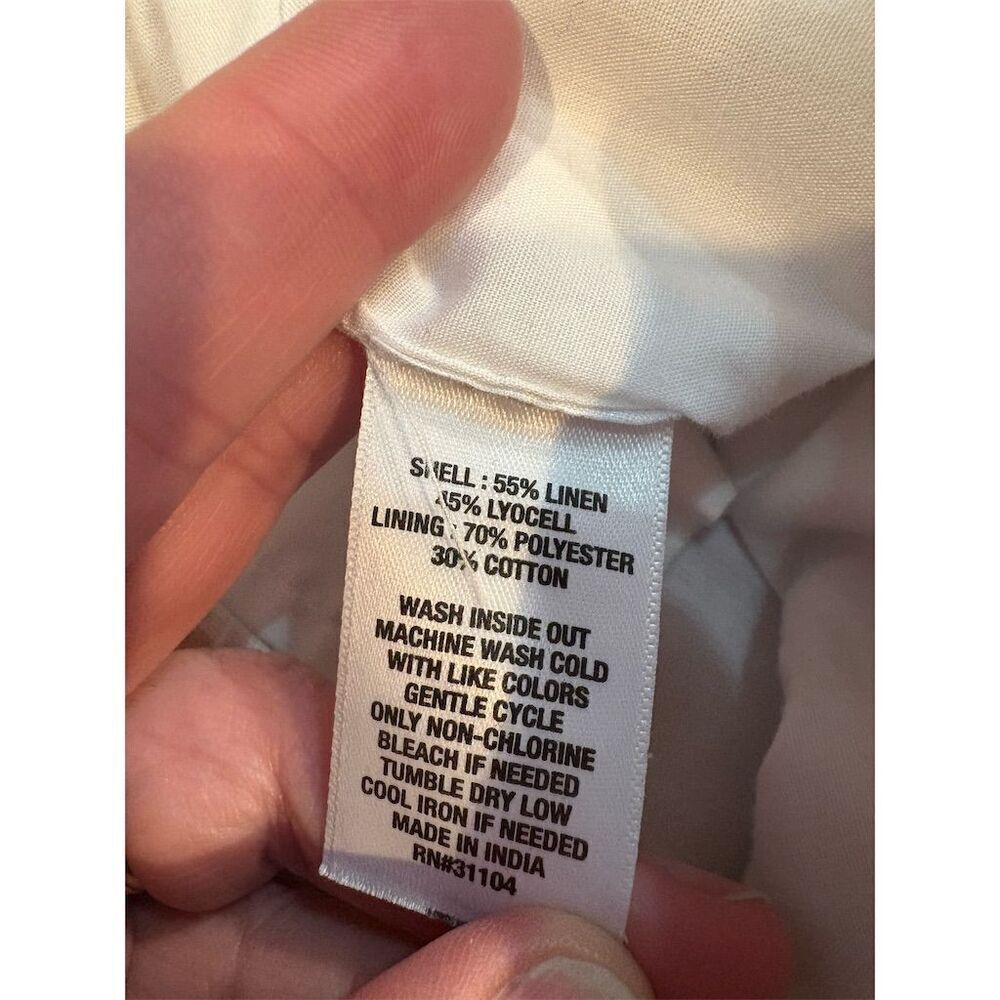 SHELL : 55% LINEN
45% LYOCELL
LINING : 70% POLYESTER
30% COTTON
WASH INSIDE OUT
MACHINE WASH COLD
WITH LIKE COLORS
GENTLE CYCLE
ONLY NON-CHLORINE
BLEACH IF NEEDED
TUMBLE DRY LOW
COOL IRON IF NEEDED
MADE IN INDIA
RN#31104